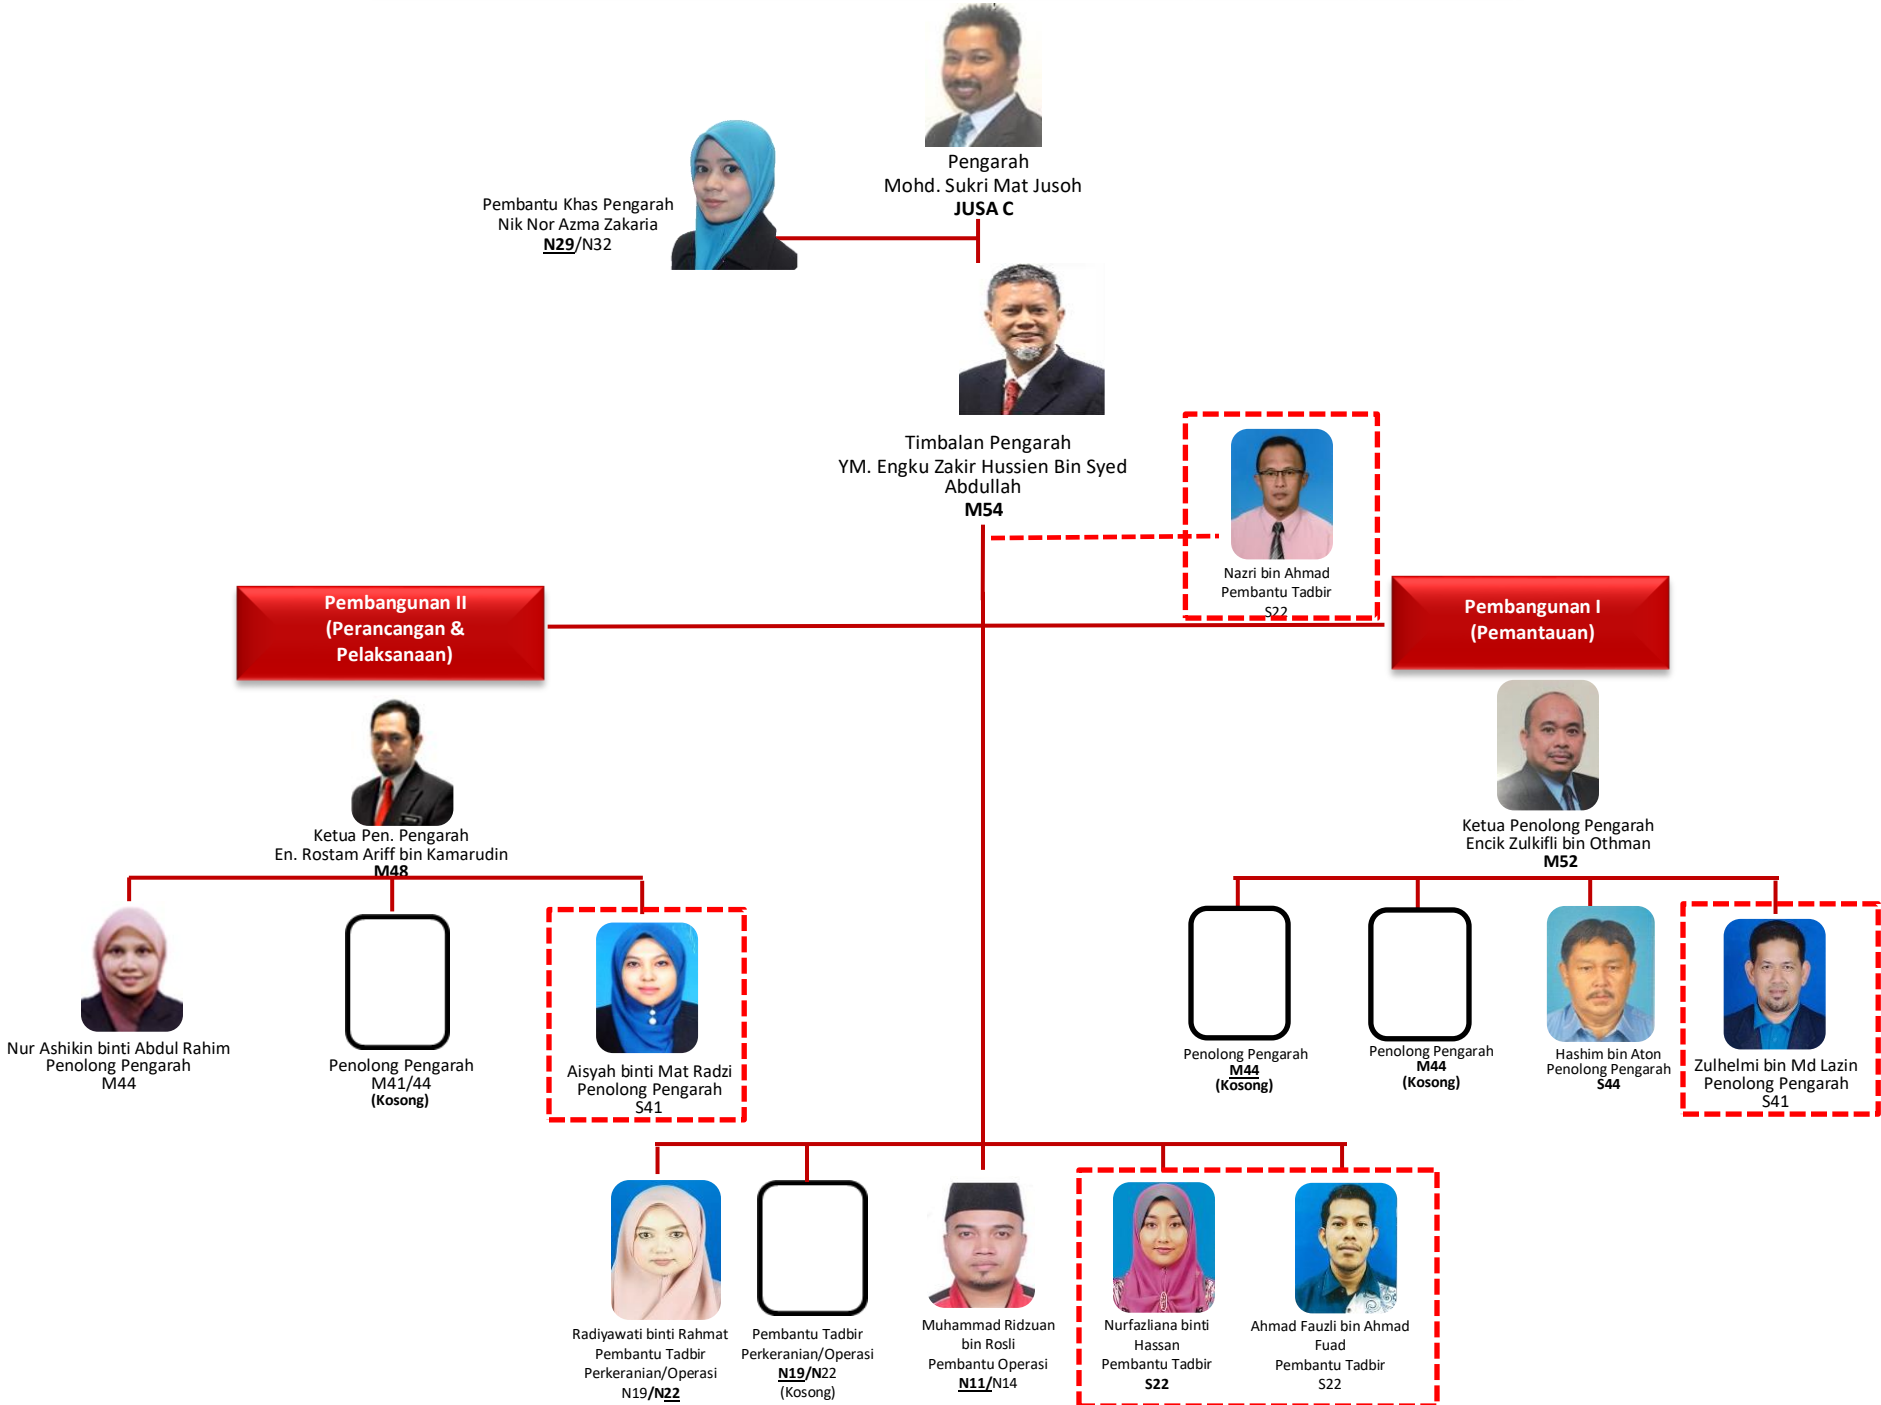 Pengarah
Mohd. Sukri Mat Jusoh
JUSA C
Pembantu Khas Pengarah
Nik Nor Azma Zakaria
N29/N32
Timbalan Pengarah
YM. Engku Zakir Hussien Bin Syed
Abdullah
M54
Nazri bin Ahmad
Pembantu Tadbir
S22
Pembangunan II
(Perancangan &
Pelaksanaan)
Pembangunan I
(Pemantauan)
Ketua Pen. Pengarah
En. Rostam Ariff bin Kamarudin
M48
Ketua Penolong Pengarah
Encik Zulkifli bin Othman
M52
Nur Ashikin binti Abdul Rahim
Penolong Pengarah
M44
Penolong Pengarah
M41/44
(Kosong)
Aisyah binti Mat Radzi
Penolong Pengarah
S41
Penolong Pengarah
M44
(Kosong)
Penolong Pengarah
M44
(Kosong)
Hashim bin Aton
Penolong Pengarah
S44
Zulhelmi bin Md Lazin
Penolong Pengarah
S41
Radiyawati binti Rahmat
Pembantu Tadbir
Perkeranian/Operasi
N19/N22
Pembantu Tadbir
Perkeranian/Operasi
N19/N22
(Kosong)
Muhammad Ridzuan
bin Rosli
Pembantu Operasi
N11/N14
Nurfazliana binti
Hassan
Pembantu Tadbir
S22
Ahmad Fauzli bin Ahmad
Fuad
Pembantu Tadbir
S22